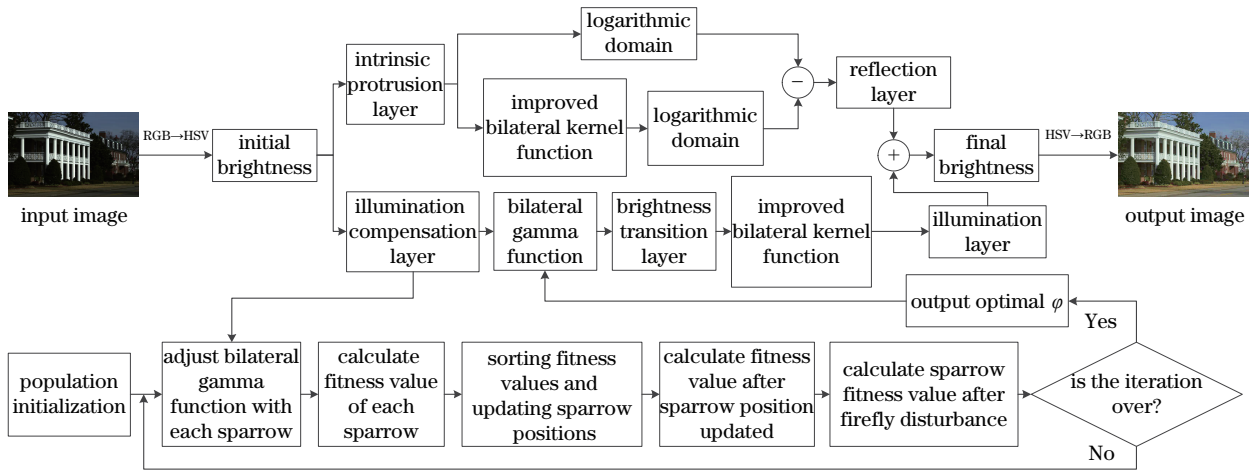 logarithmic
domain
intrinsic
protrusion
layer
improved
bilateral kernel
function
logarithmic
domain
−
reflection
layer
RGB→HSV
initial
brightness
+
final
brightness
HSV→RGB
input image
output image
illumination
compensation
layer
bilateral
gamma
function
brightness
transition
layer
improved
bilateral kernel
function
illumination
layer
output optimal φ
Yes
population
initialization
adjust bilateral
gamma
function with
each sparrow
calculate
fitness value
of each
sparrow
sorting fitness
values and
updating sparrow
positions
calculate fitness
value after
sparrow position
updated
calculate sparrow
fitness value after
firefly disturbance
is the iteration
over?
No